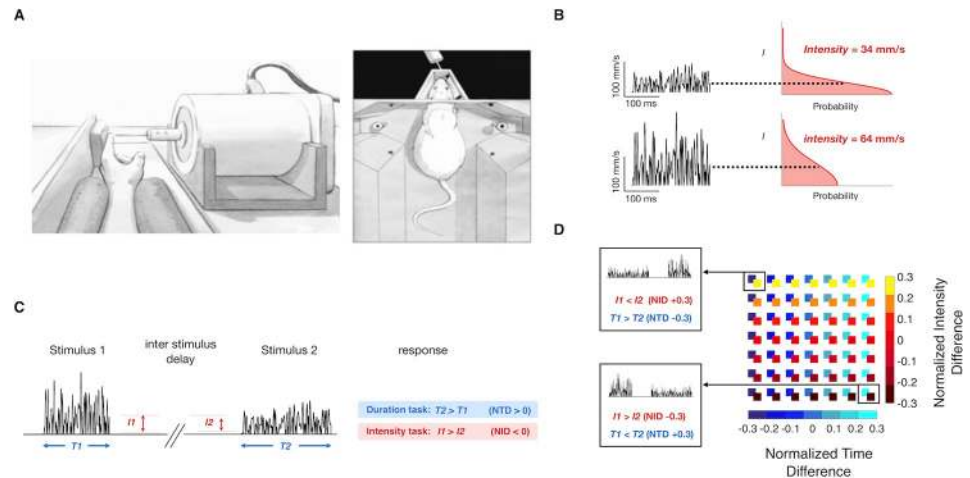 A
B
I
Intensity = 34 mm/s
100 mm/s
100 ms
Probability
I
intensity = 64 mm/s
100 mm/s
100 ms
Probability
C
Stimulus 1
inter stimulus
delay
Stimulus 2
response
I1
I2
T1
T2
Duration task: T2 > T1 (NTD > 0)
Intensity task: I1 > I2 (NID < 0)
D
I1 < I2 (NID +0.3)
T1 > T2 (NTD -0.3)
I1 > I2 (NID -0.3)
T1 < T2 (NTD +0.3)
0.3
0.2
0.1
0
-0.1
-0.2
-0.3
Normalized Intensity
Difference
-0.3 -0.2 -0.1 0 0.1 0.2 0.3
Normalized Time
Difference